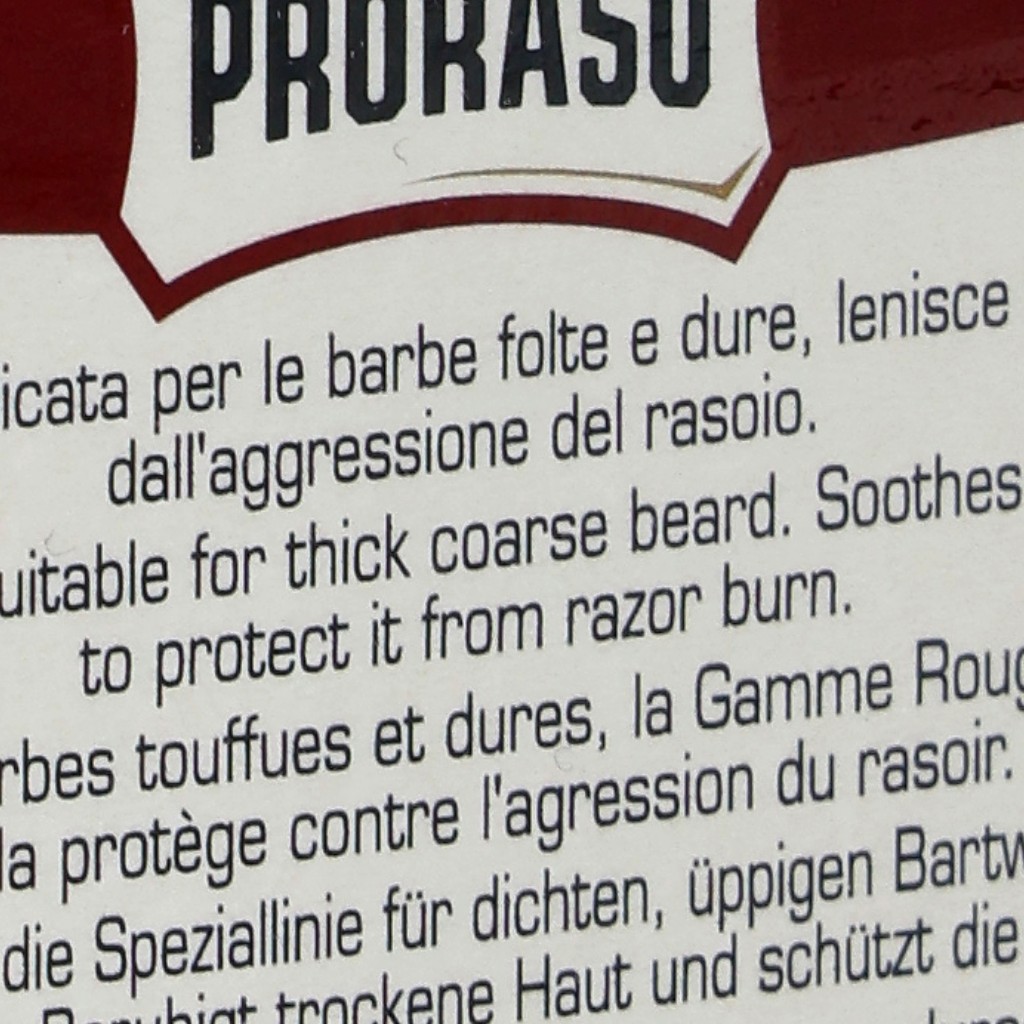 PRORASO
icata per le barbe folte e dure, lenisce
dall'aggressione del rasoio.
uitable for thick coarse beard. Soothes
to protect it from razor burn.
rbes touffues et dures, la Gamme Roug
la protège contre l'agression du rasoir.
die Speziallinie für dichten, üppigen Bartw
Beruhigt trockene Haut und schützt die